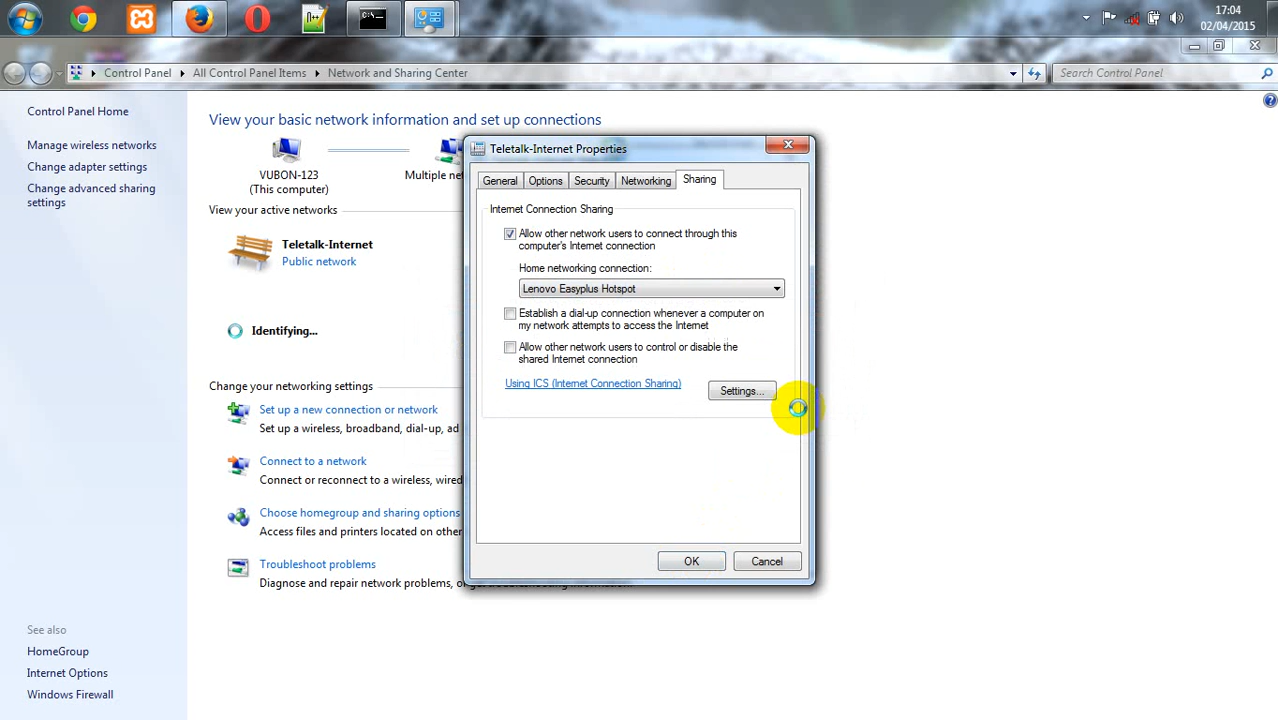 17:04
02/04/2015
Control Panel
All Control Panel Items
Network and Sharing Center
Search Control Panel
Control Panel Home
Manage wireless networks
Change adapter settings
Change advanced sharing
settings
See also
HomeGroup
Internet Options
Windows Firewall
View your basic network information and set up connections
VUBON-123
(This computer)
Multiple net
View your active networks
Teletalk-Internet
Public network
Identifying...
Change your networking settings
Set up a new connection or network
Set up a wireless, broadband, dial-up, ad
Connect to a network
Connect or reconnect to a wireless, wired
Choose homegroup and sharing options
Access files and printers located on other
Troubleshoot problems
Diagnose and repair network problems, or get troubleshooting information.
Teletalk-Internet Properties
General
Options
Security
Networking
Sharing
Internet Connection Sharing
Allow other network users to connect through this
computer's Internet connection
Home networking connection:
Lenovo Easyplus Hotspot
Establish a dial-up connection whenever a computer on
my network attempts to access the Internet
Allow other network users to control or disable the
shared Internet connection
Using ICS (Internet Connection Sharing)
Settings...
OK
Cancel